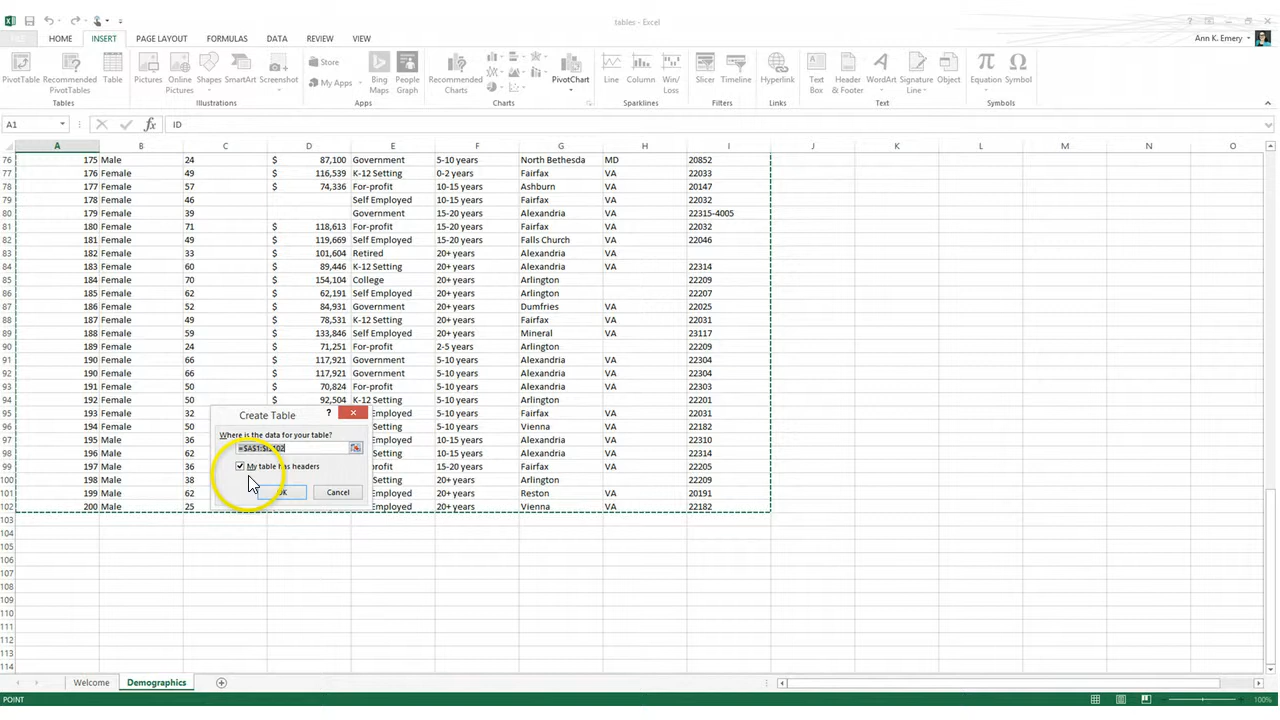 tables - Excel
HOME INSERT PAGE LAYOUT FORMULAS DATA REVIEW VIEW Ann K. Emery
PivotTable Recommended PivotTables Table Pictures Online Pictures Shapes SmartArt Screenshot Store My Apps Bing Maps People Graph Recommended Charts PivotChart Line Column Win/Loss Slicer Timeline Hyperlink Text Box Header & Footer WordArt Signature Line Object Equation Symbol
Tables Illustrations Apps Charts Sparklines Filters Links Text Symbols
A1 fx ID
A B C D E F G H I J K L M N O
76 175 Male 24 $ 87,100 Government 5-10 years North Bethesda MD 20852
77 176 Female 49 $ 116,539 K-12 Setting 0-2 years Fairfax VA 22033
78 177 Female 57 $ 74,336 For-profit 10-15 years Ashburn VA 20147
79 178 Female 46 Self Employed 10-15 years Fairfax VA 22032
80 179 Female 39 Government 15-20 years Alexandria VA 22315-4005
81 180 Female 71 $ 118,613 For-profit 15-20 years Fairfax VA 22032
82 181 Female 49 $ 119,669 Self Employed 15-20 years Falls Church VA 22046
83 182 Female 33 $ 101,604 Retired 20+ years Alexandria VA
84 183 Female 60 $ 89,446 K-12 Setting 20+ years Alexandria VA 22314
85 184 Female 70 $ 154,104 College 20+ years Arlington 22209
86 185 Female 62 $ 62,191 Self Employed 20+ years Arlington 22207
87 186 Female 52 $ 84,931 Government 20+ years Dumfries VA 22025
88 187 Female 49 $ 78,531 K-12 Setting 20+ years Fairfax VA 22031
89 188 Female 59 $ 133,846 Self Employed 20+ years Mineral VA 23117
90 189 Female 24 $ 71,251 For-profit 2-5 years Arlington 22209
91 190 Female 66 $ 117,921 Government 5-10 years Alexandria VA 22304
92 190 Female 66 $ 117,921 Government 5-10 years Alexandria VA 22304
93 191 Female 50 $ 70,824 For-profit 5-10 years Alexandria VA 22303
94 192 Female 50 $ 92,504 K-12 Setting 5-10 years Arlington 22201
95 193 Female 32 Employed 5-10 years Fairfax VA 22031
96 194 Female 50 Setting 5-10 years Vienna VA 22182
97 195 Male 36 Employed 10-15 years Alexandria VA 22310
98 196 Male 62 Setting 10-15 years Alexandria VA 22314
99 197 Male 36 15-20 years Fairfax VA 22205
100 198 Male 38 Setting 20+ years Arlington 22209
101 199 Male 62 Employed 20+ years Reston VA 20191
102 200 Male 25 Employed 20+ years Vienna VA 22182
103
104
105
106
107
108
109
110
111
112
113
114
Create Table ?
Where is the data for your table?
=$A$1:$I$102
My table has headers
OK Cancel
Welcome Demographics
POINT 100%